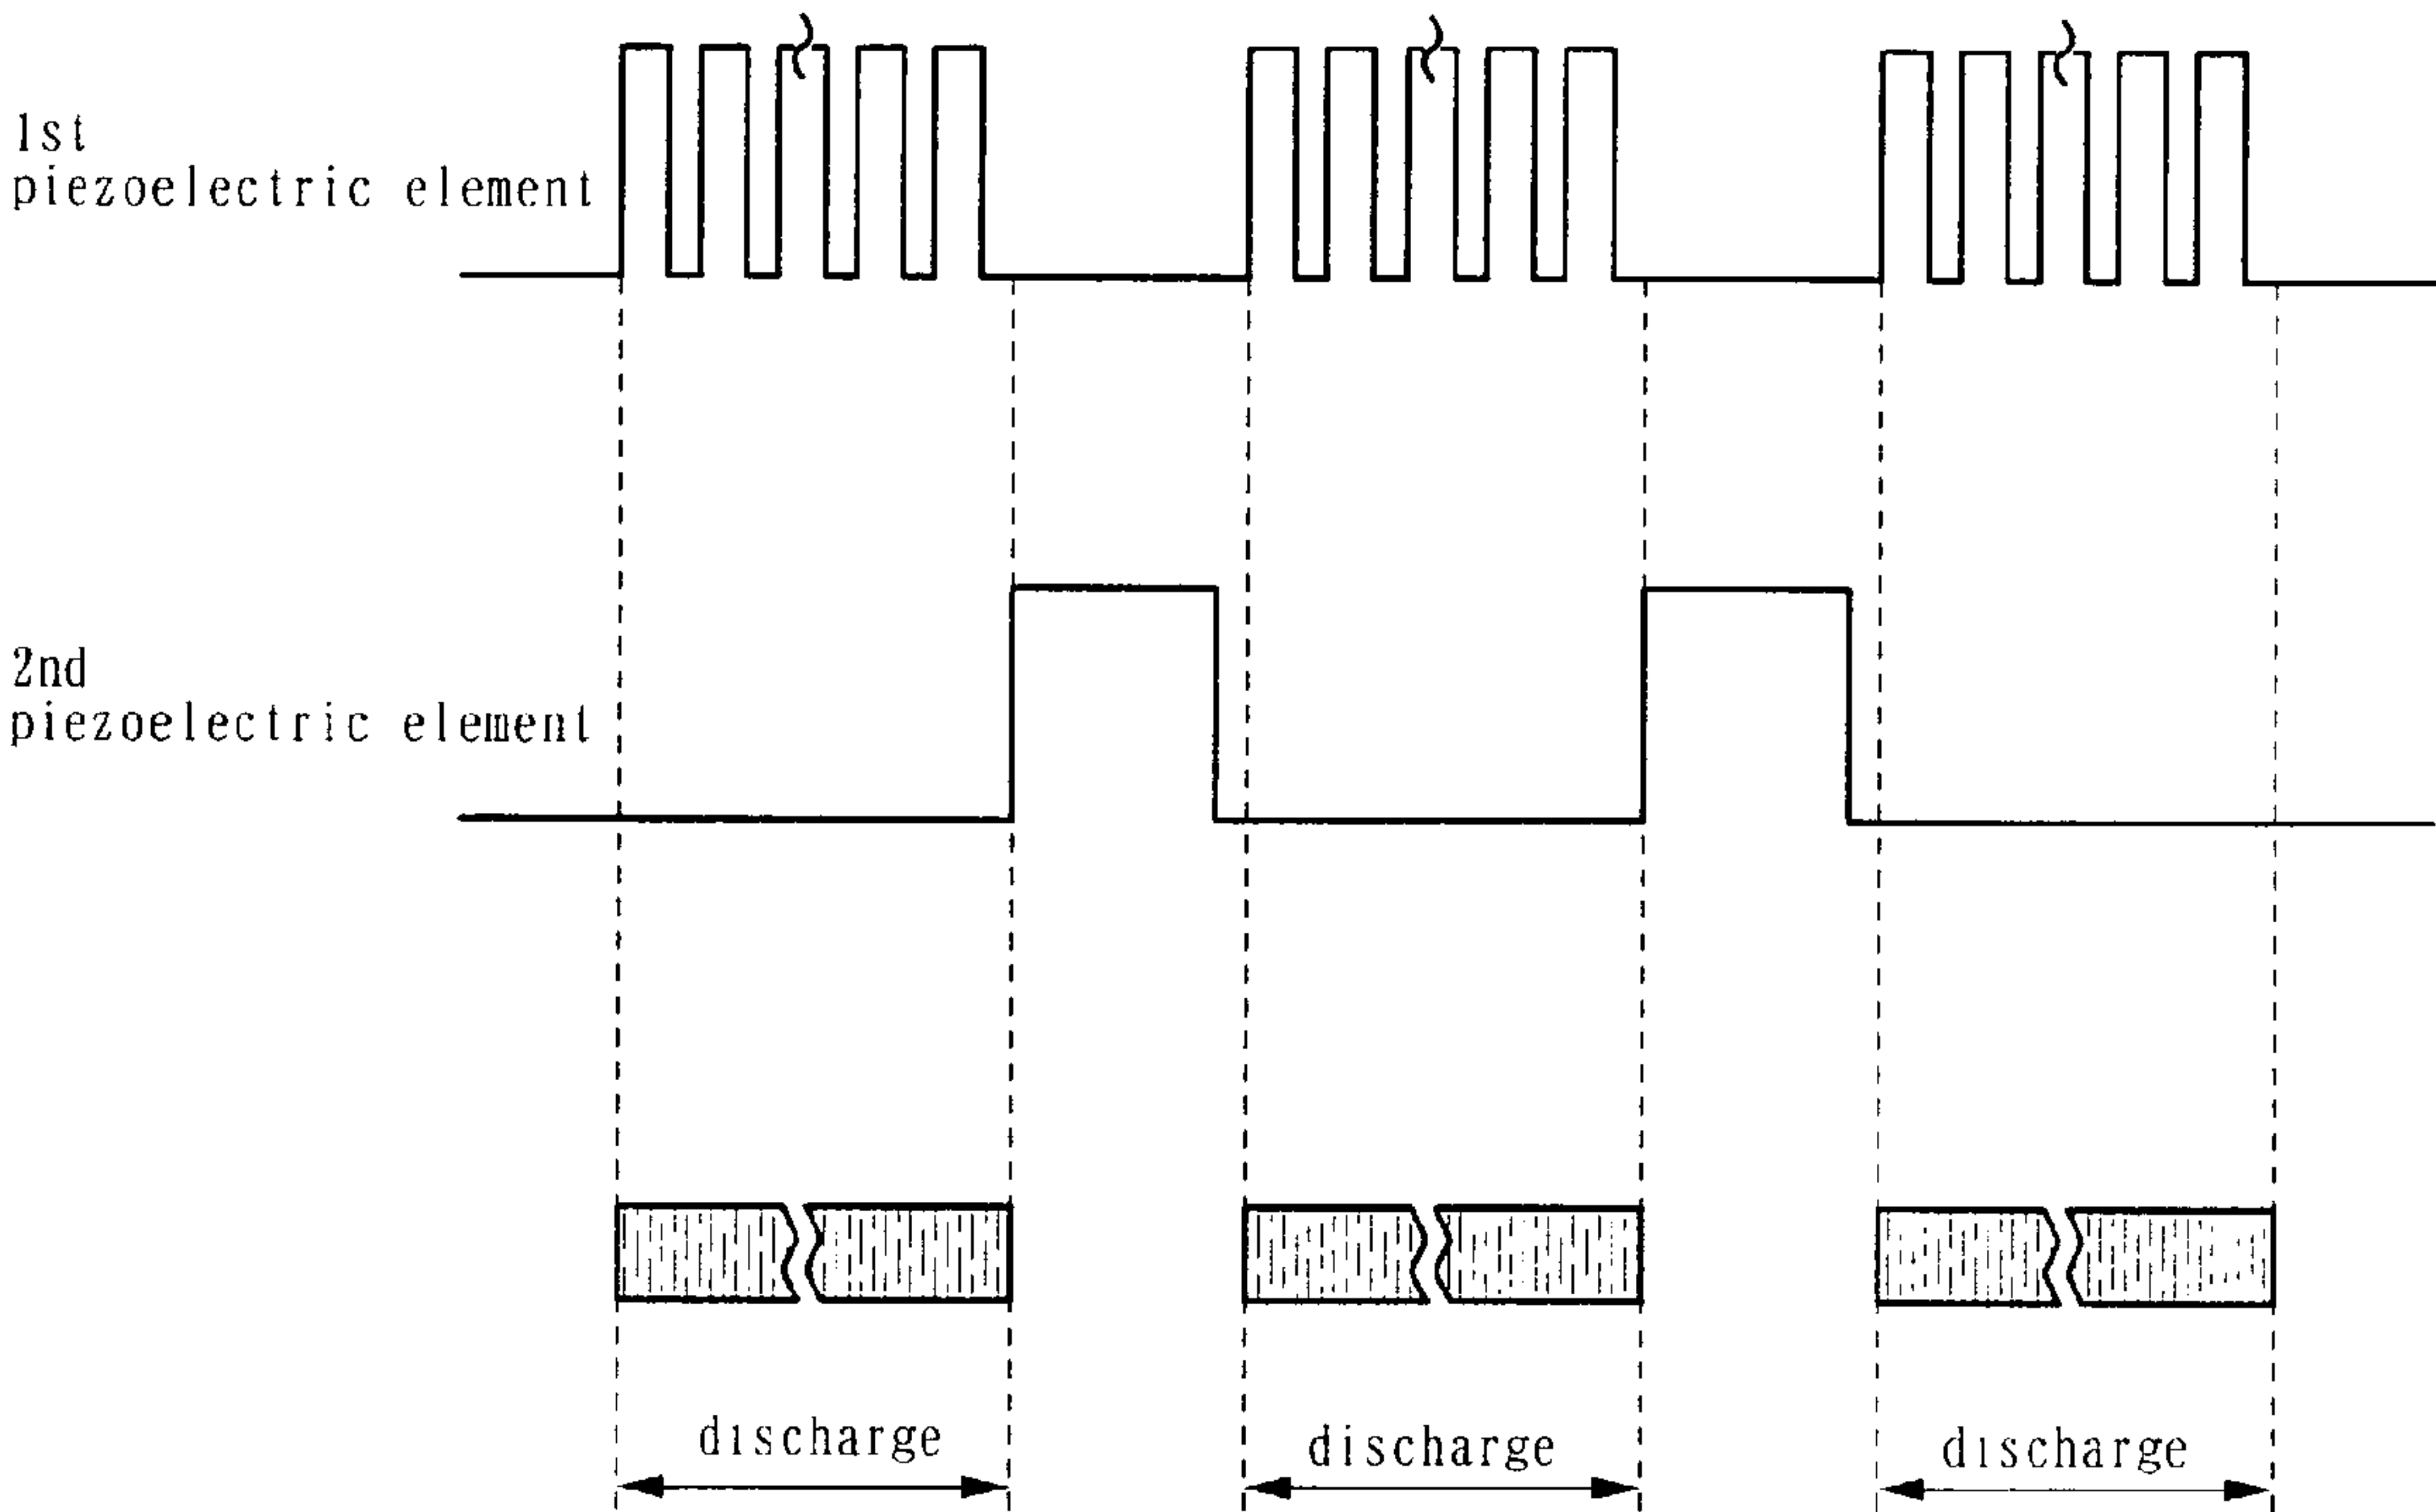 1st
piezoelectric element
2nd
piezoelectric element
discharge
discharge
discharge